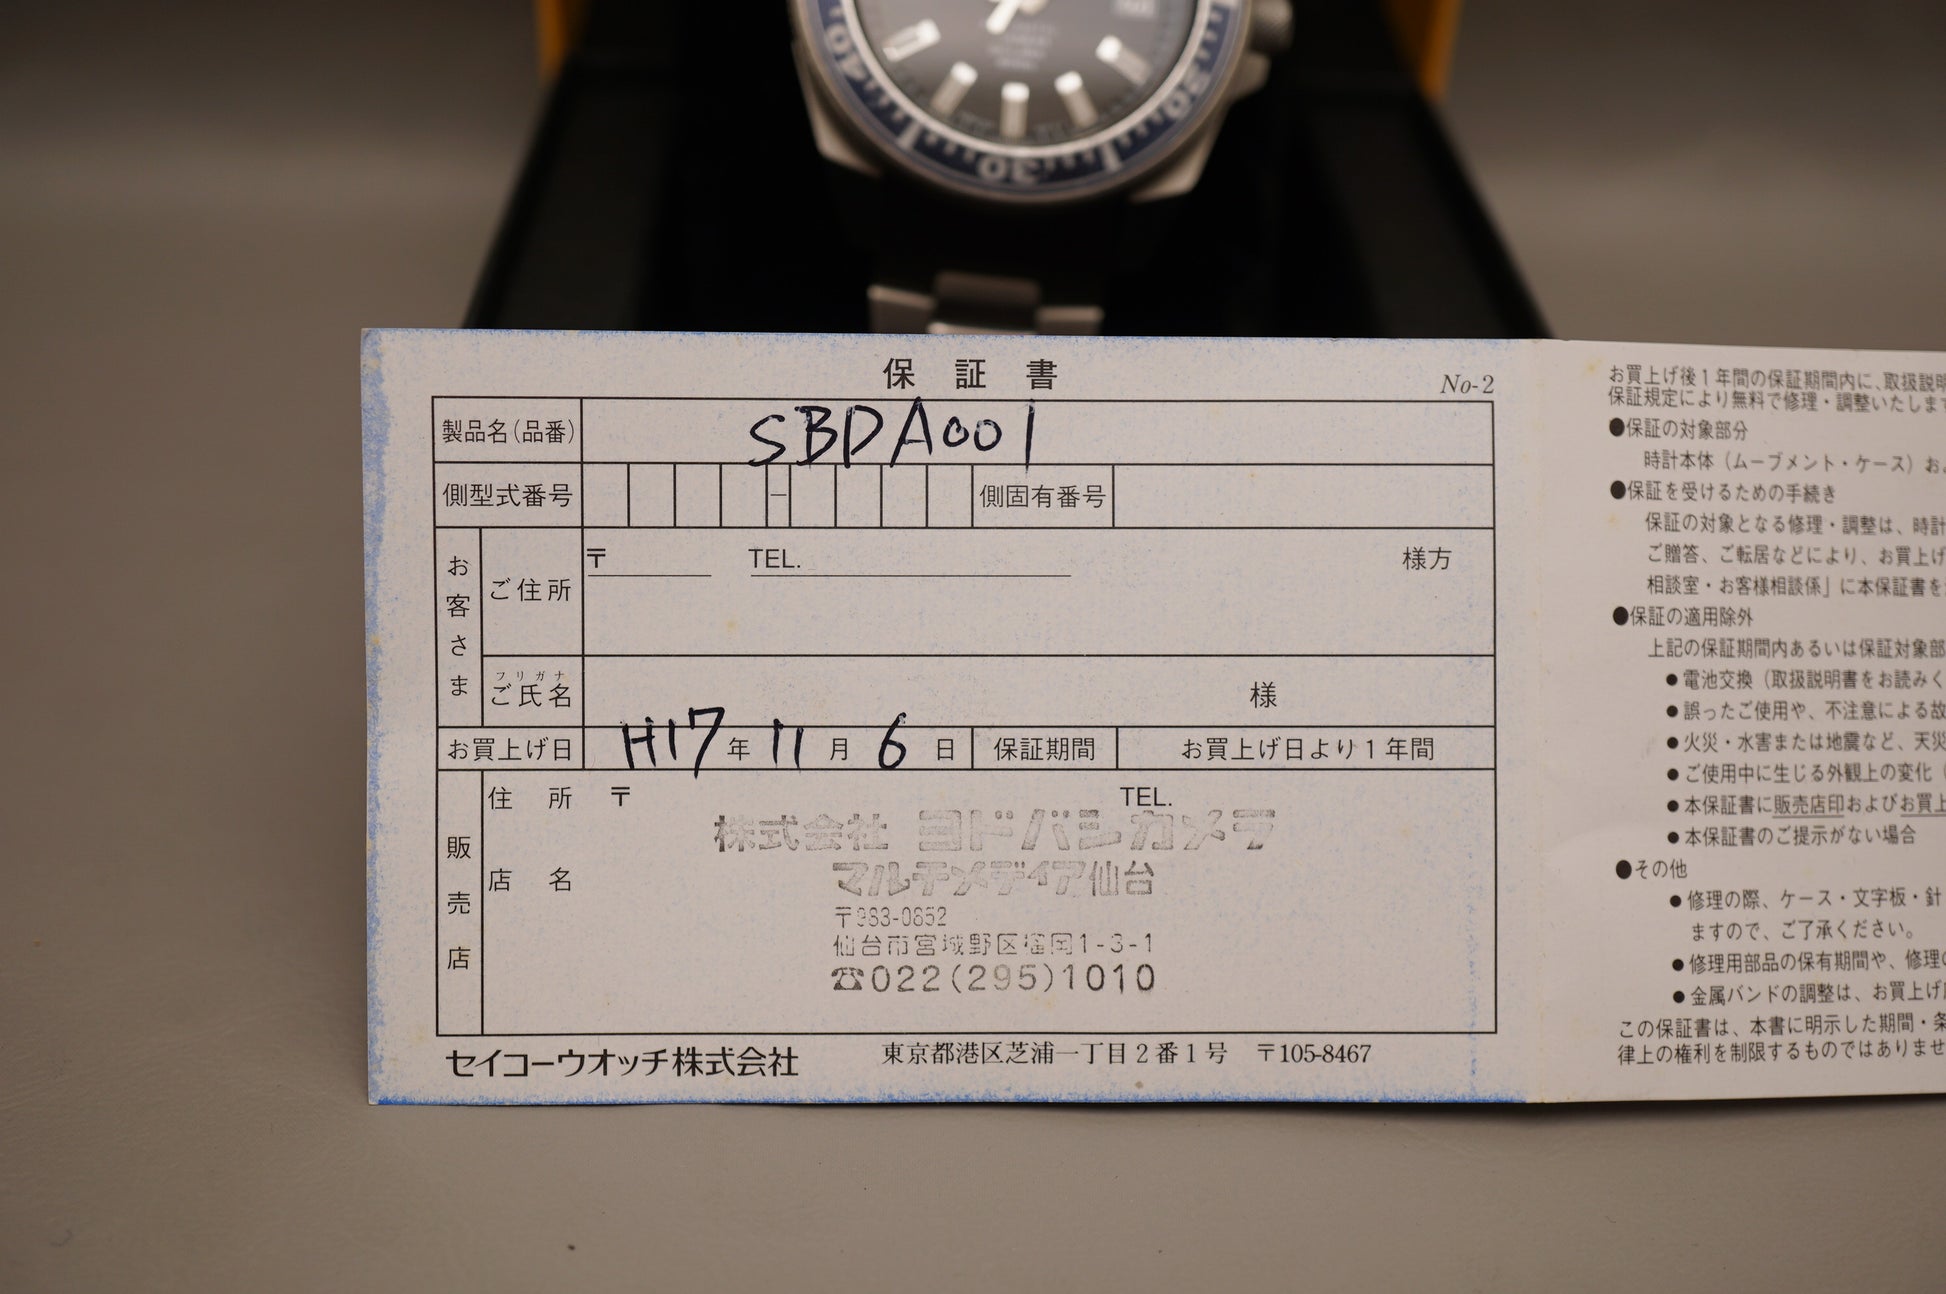 保証書
No-2
製品名(品番) SBDA001
側型式番号 － 側固有番号
お客さま
ご住所 〒 TEL. 様方
フリガナ
ご氏名 様
お買上げ日 H17年11月6日 保証期間 お買上げ日より1年間
販売店
住所 〒 TEL.
株式会社 ヨドバシカメラ
店名
マルチメディア仙台
〒983-0852
仙台市宮城野区榴岡1-3-1
☎022(295)1010
セイコーウオッチ株式会社 東京都港区芝浦一丁目2番1号 〒105-8467
お買上げ後1年間の保証期間内に、取扱説明
保証規定により無料で修理・調整いたします
●保証の対象部分
時計本体（ムーブメント・ケース）およ
●保証を受けるための手続き
保証の対象となる修理・調整は、時計
ご贈答、ご転居などにより、お買上げ
相談室・お客様相談係」に本保証書を
●保証の適用除外
上記の保証期間内あるいは保証対象部
●電池交換（取扱説明書をお読みく
●誤ったご使用や、不注意による故
●火災・水害または地震など、天災
●ご使用中に生じる外観上の変化（
●本保証書に販売店印およびお買上
●本保証書のご提示がない場合
●その他
●修理の際、ケース・文字板・針
ますので、ご了承ください。
●修理用部品の保有期間や、修理の
●金属バンドの調整は、お買上げ
この保証書は、本書に明示した期間・条
律上の権利を制限するものではありませ
40
30
20